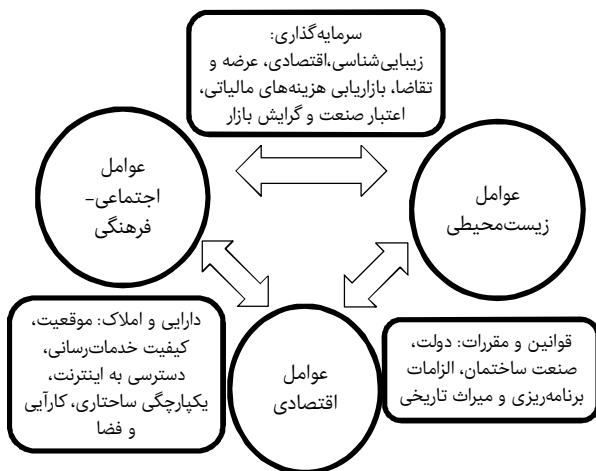 سرمایه‌گذاری:
زیبایی‌شناسی،اقتصادی، عرضه و
تقاضا، بازاریابی هزینه‌های مالیاتی،
اعتبار صنعت و گرایش بازار
عوامل
زیست‌محیطی
عوامل
اجتماعی-
فرهنگی
قوانین و مقررات: دولت،
صنعت ساختمان، الزامات
برنامه‌ریزی و میراث تاریخی
عوامل
اقتصادی
دارایی و املاک: موقعیت،
کیفیت خدمات‌رسانی،
دسترسی به اینترنت،
یکپارچگی ساختاری، کارآیی
و فضا